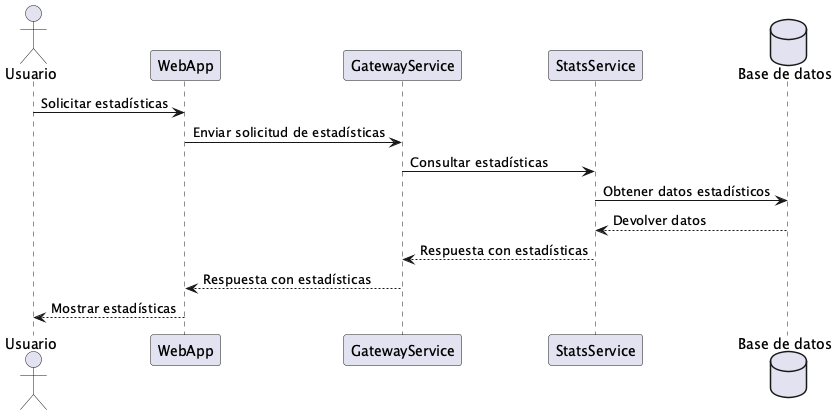 Usuario
WebApp
GatewayService
StatsService
Base de datos
Solicitar estadísticas
Enviar solicitud de estadísticas
Consultar estadísticas
Obtener datos estadísticos
Devolver datos
Respuesta con estadísticas
Respuesta con estadísticas
Mostrar estadísticas
Usuario
WebApp
GatewayService
StatsService
Base de datos